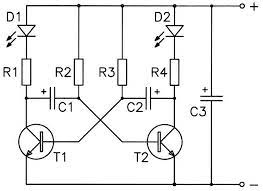 D1 D2 +
R1 R2 R3 R4
+ + +
C1 C2 C3
T1 T2
−